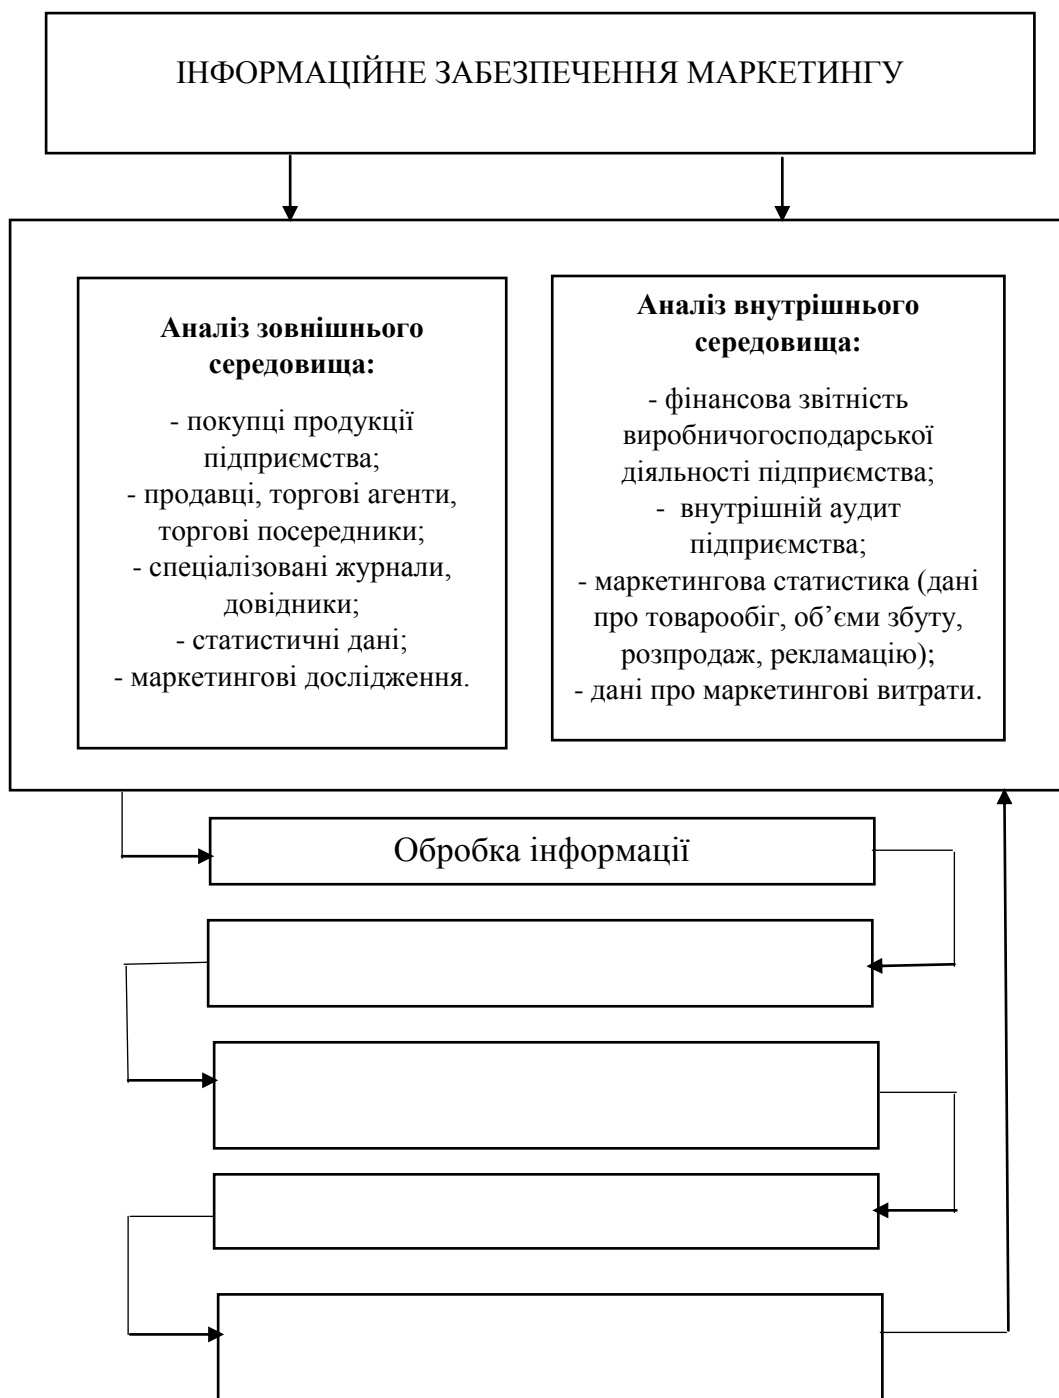 ІНФОРМАЦІЙНЕ ЗАБЕЗПЕЧЕННЯ МАРКЕТИНГУ
Аналіз зовнішнього
середовища:
- покупці продукції
підприємства;
- продавці, торгові агенти,
торгові посередники;
- спеціалізовані журнали,
довідники;
- статистичні дані;
- маркетингові дослідження.
Аналіз внутрішнього
середовища:
- фінансова звітність
виробничогосподарської
діяльності підприємства;
- внутрішній аудит
підприємства;
- маркетингова статистика (дані
про товарообіг, об’єми збуту,
розпродаж, рекламацію);
- дані про маркетингові витрати.
Обробка інформації